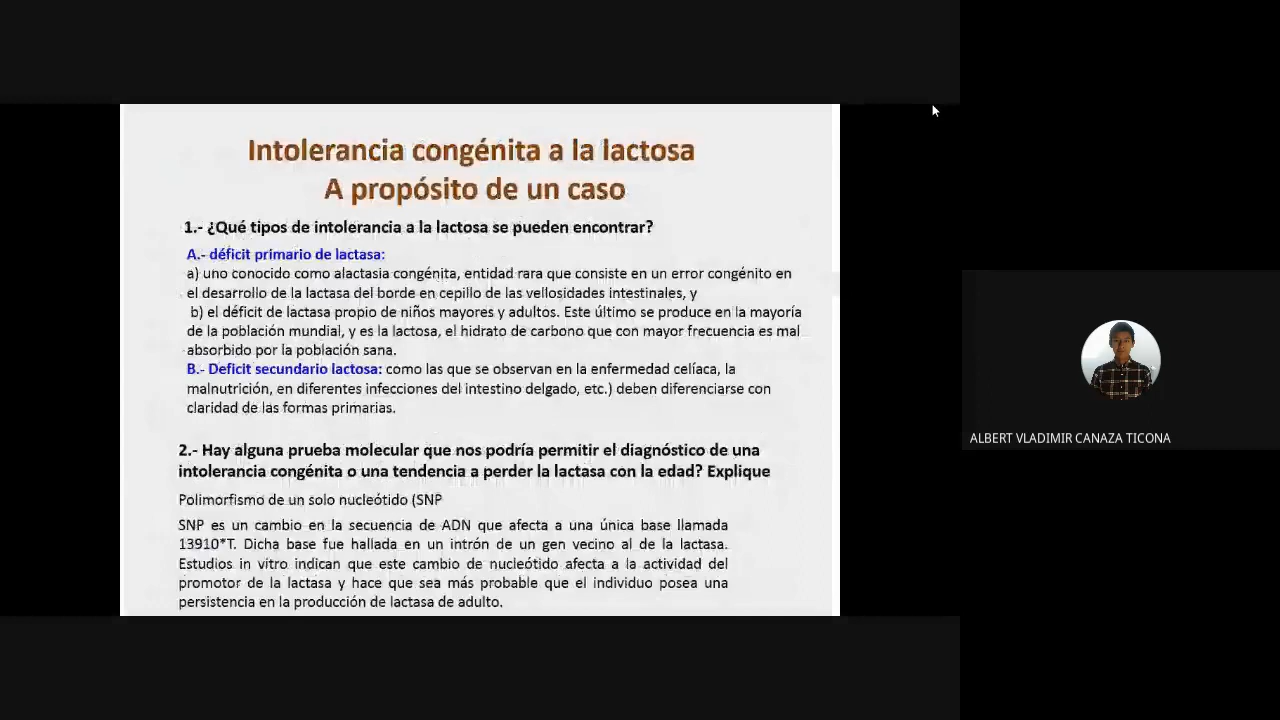 Intolerancia congénita a la lactosa
A propósito de un caso
1.- ¿Qué tipos de intolerancia a la lactosa se pueden encontrar?
A.- déficit primario de lactasa:
a) uno conocido como alactasia congénita, entidad rara que consiste en un error congénito en
el desarrollo de la lactasa del borde en cepillo de las vellosidades intestinales, y
b) el déficit de lactasa propio de niños mayores y adultos. Este último se produce en la mayoría
de la población mundial, y es la lactosa, el hidrato de carbono que con mayor frecuencia es mal
absorbido por la población sana.
B.- Deficit secundario lactosa: como las que se observan en la enfermedad celíaca, la
malnutrición, en diferentes infecciones del intestino delgado, etc.) deben diferenciarse con
claridad de las formas primarias.
2.- Hay alguna prueba molecular que nos podría permitir el diagnóstico de una
intolerancia congénita o una tendencia a perder la lactasa con la edad? Explique
Polimorfismo de un solo nucleótido (SNP
SNP es un cambio en la secuencia de ADN que afecta a una única base llamada
13910*T. Dicha base fue hallada en un intrón de un gen vecino al de la lactasa.
Estudios in vitro indican que este cambio de nucleótido afecta a la actividad del
promotor de la lactasa y hace que sea más probable que el individuo posea una
persistencia en la producción de lactasa de adulto.
ALBERT VLADIMIR CANAZA TICONA